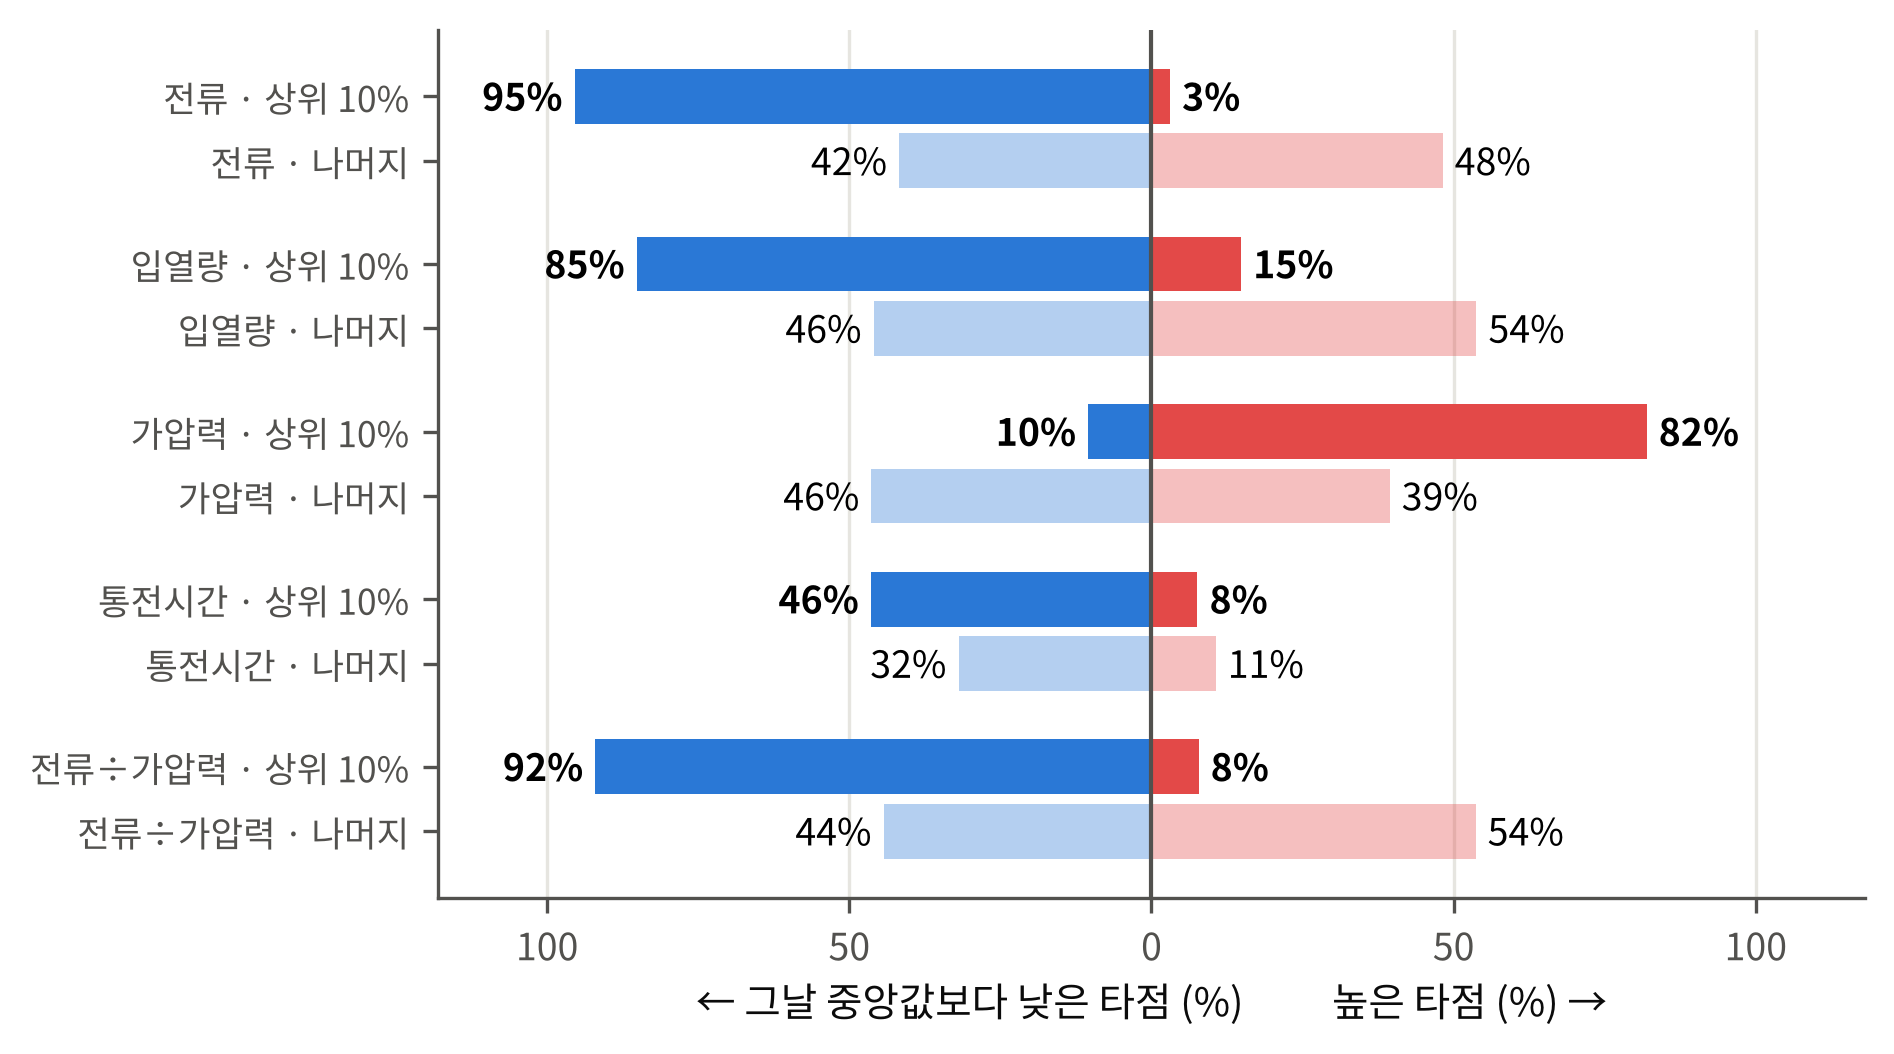 전류 · 상위 10% 95% 3%
전류 · 나머지 42% 48%
입열량 · 상위 10% 85% 15%
입열량 · 나머지 46% 54%
가압력 · 상위 10% 10% 82%
가압력 · 나머지 46% 39%
통전시간 · 상위 10% 46% 8%
통전시간 · 나머지 32% 11%
전류÷가압력 · 상위 10% 92% 8%
전류÷가압력 · 나머지 44% 54%
100 50 0 50 100
← 그날 중앙값보다 낮은 타점 (%) 높은 타점 (%) →